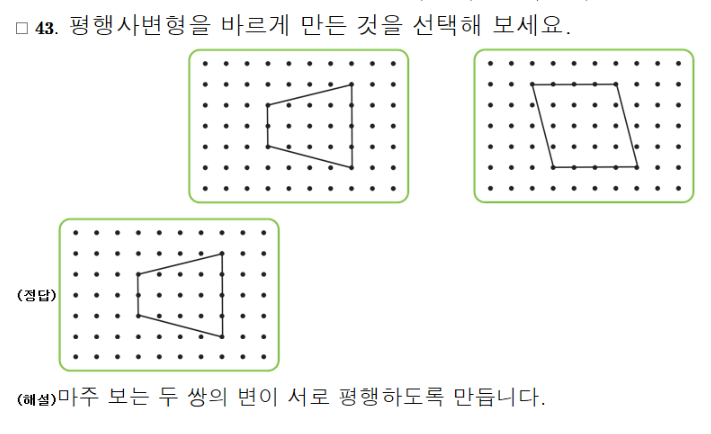 □ 43. 평행사변형을 바르게 만든 것을 선택해 보세요.
(정답)
(해설)마주 보는 두 쌍의 변이 서로 평행하도록 만듭니다.